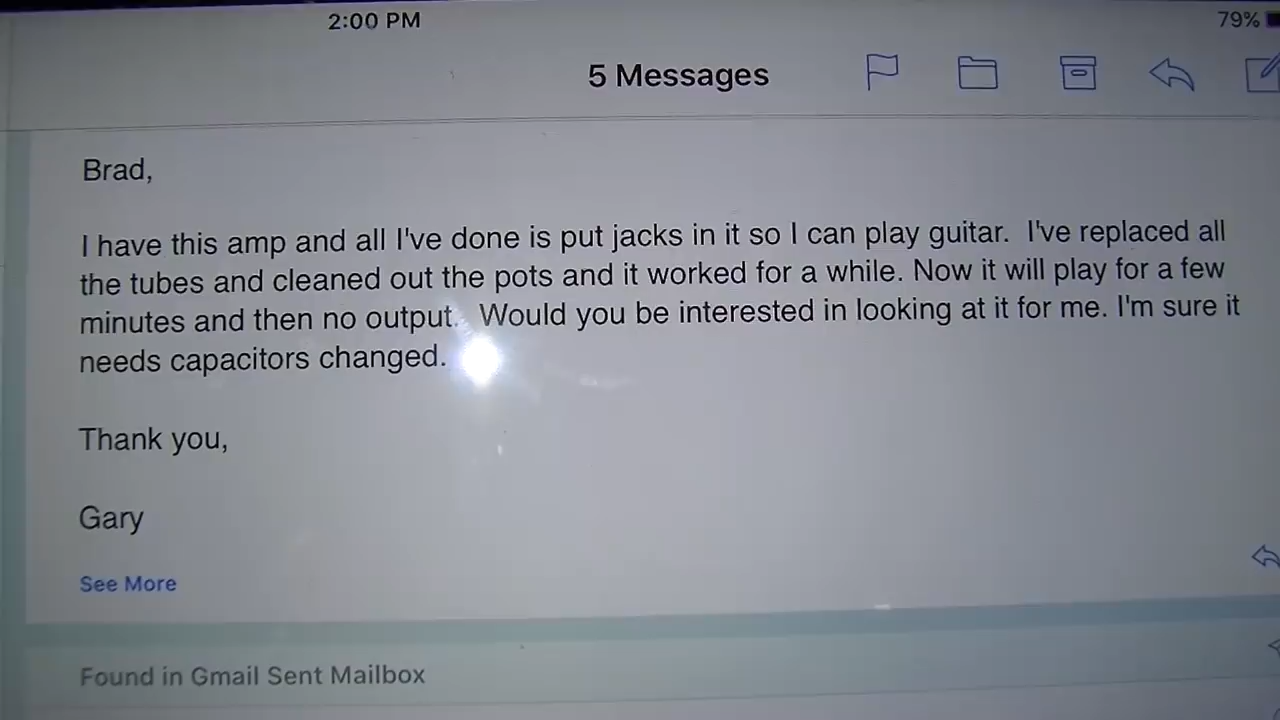 2:00 PM
79%
5 Messages
Brad,
I have this amp and all I've done is put jacks in it so I can play guitar.  I've replaced all
the tubes and cleaned out the pots and it worked for a while. Now it will play for a few
minutes and then no output.  Would you be interested in looking at it for me. I'm sure it
needs capacitors changed.
Thank you,
Gary
See More
Found in Gmail Sent Mailbox